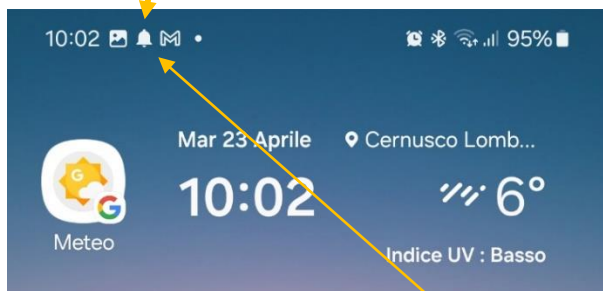 10:02 95%
Mar 23 Aprile Cernusco Lomb...
10:02 6°
Meteo
Indice UV : Basso